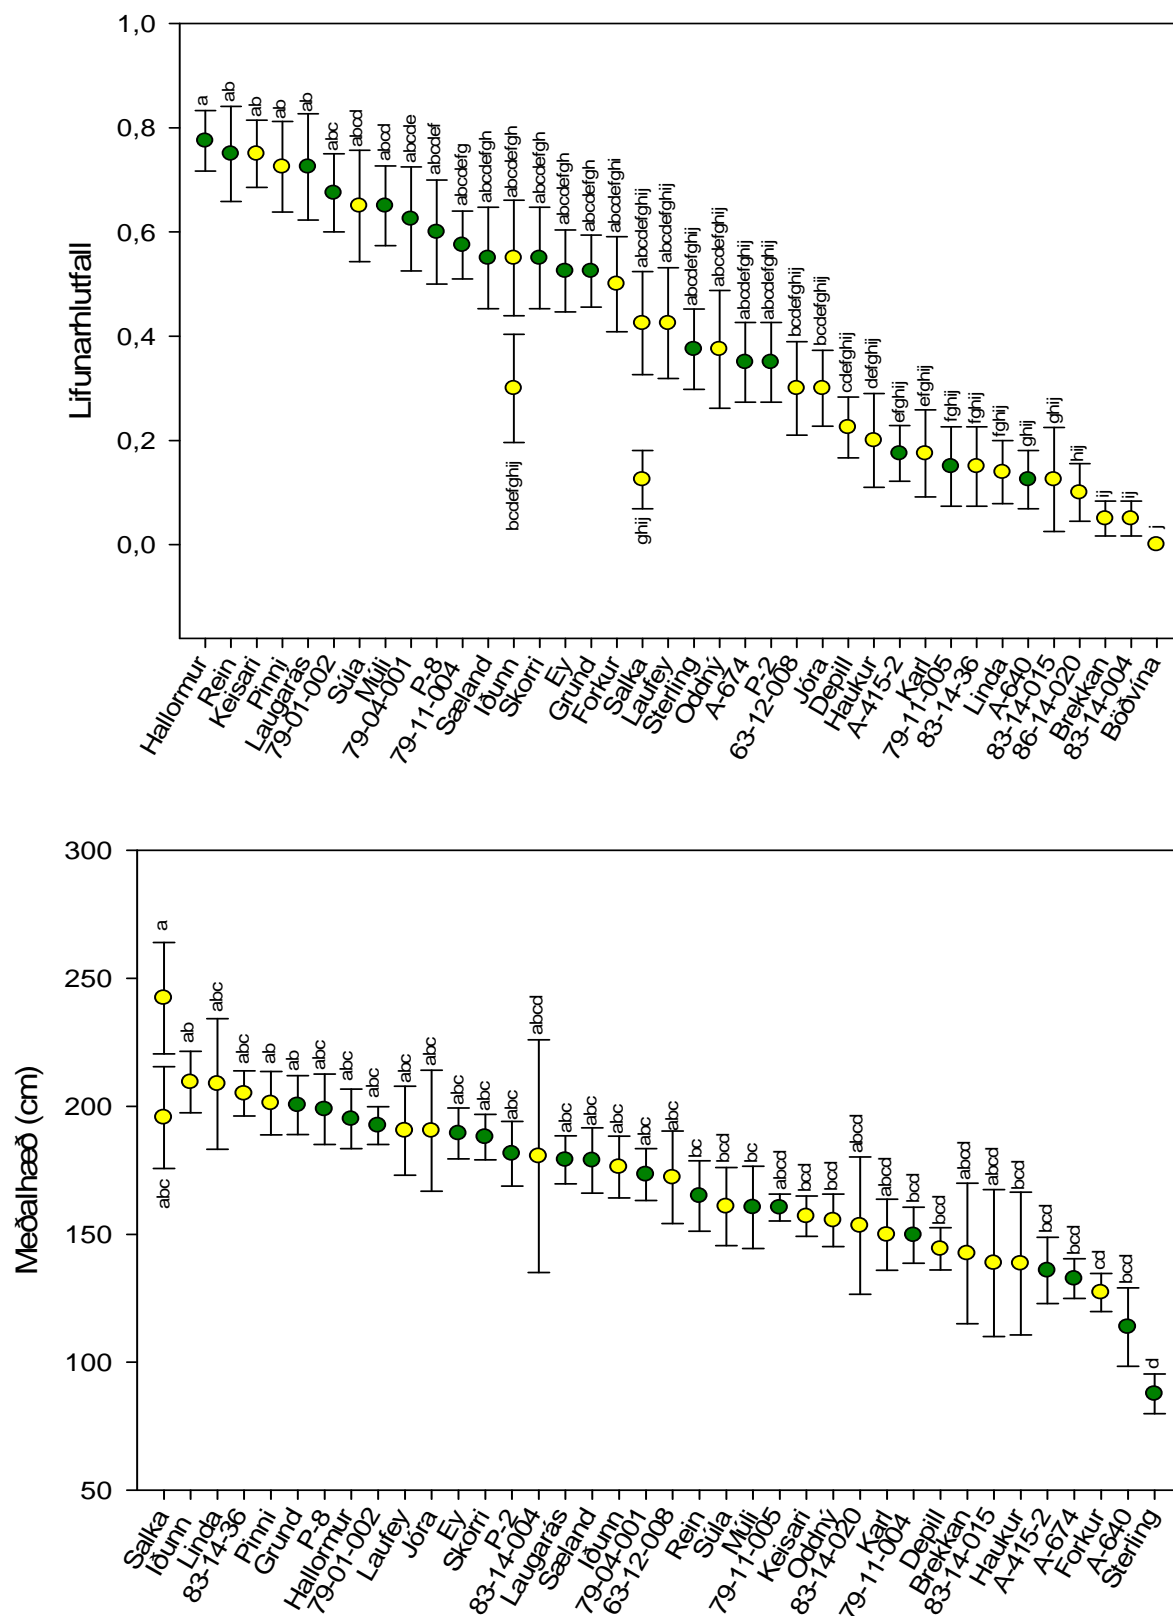 1,0
0,8
0,6
0,4
0,2
0,0
Lifunarhlutfall
a
ab
ab
ab
ab
abc
abcd
abcd
abcde
abcdef
abcdefg
abcdefgh
abcdefgh
bcdefghij
abcdefgh
abcdefgh
abcdefgh
abcdefghi
abcdefghij
ghij
abcdefghij
abcdefghij
abcdefghij
abcdefghij
abcdefghij
bcdefghij
bcdefghij
cdefghij
defghij
efghij
efghij
fghij
fghij
fghij
ghij
ghij
hij
ij
ij
j
Hallormur
Rein
Keisari
Pinni
Laugarás
79-01-002
Súla
Múli
79-04-001
P-8
79-11-004
Sæland
Iðunn
Skorri
Ey
Grund
Forkur
Salka
Laufey
Sterling
Oddný
A-674
P-2
63-12-008
Jóra
Depill
Haukur
A-415-2
Karl
79-11-005
83-14-36
Linda
A-640
83-14-015
86-14-020
Brekkan
83-14-004
Böðvína
300
250
200
150
100
50
Meðalhæð (cm)
a
abc
ab
abc
abc
ab
ab
abc
abc
abc
abc
abc
abc
abc
abc
abcd
abc
abc
abc
abc
abc
bc
bcd
bc
abcd
bcd
bcd
abcd
abcd
bcd
bcd
abcd
abcd
bcd
bcd
bcd
cd
bcd
d
Salka
Iðunn
Linda
83-14-36
Pinni
Grund
P-8
Hallormur
79-01-002
Laufey
Jóra
Ey
Skorri
P-2
83-14-004
Laugarás
Sæland
Iðunn
79-04-001
63-12-008
Rein
Súla
Múli
79-11-005
Keisari
Oddný
83-14-020
Karl
79-11-004
Depill
Brekkan
83-14-015
Haukur
A-415-2
A-674
Forkur
A-640
Sterling